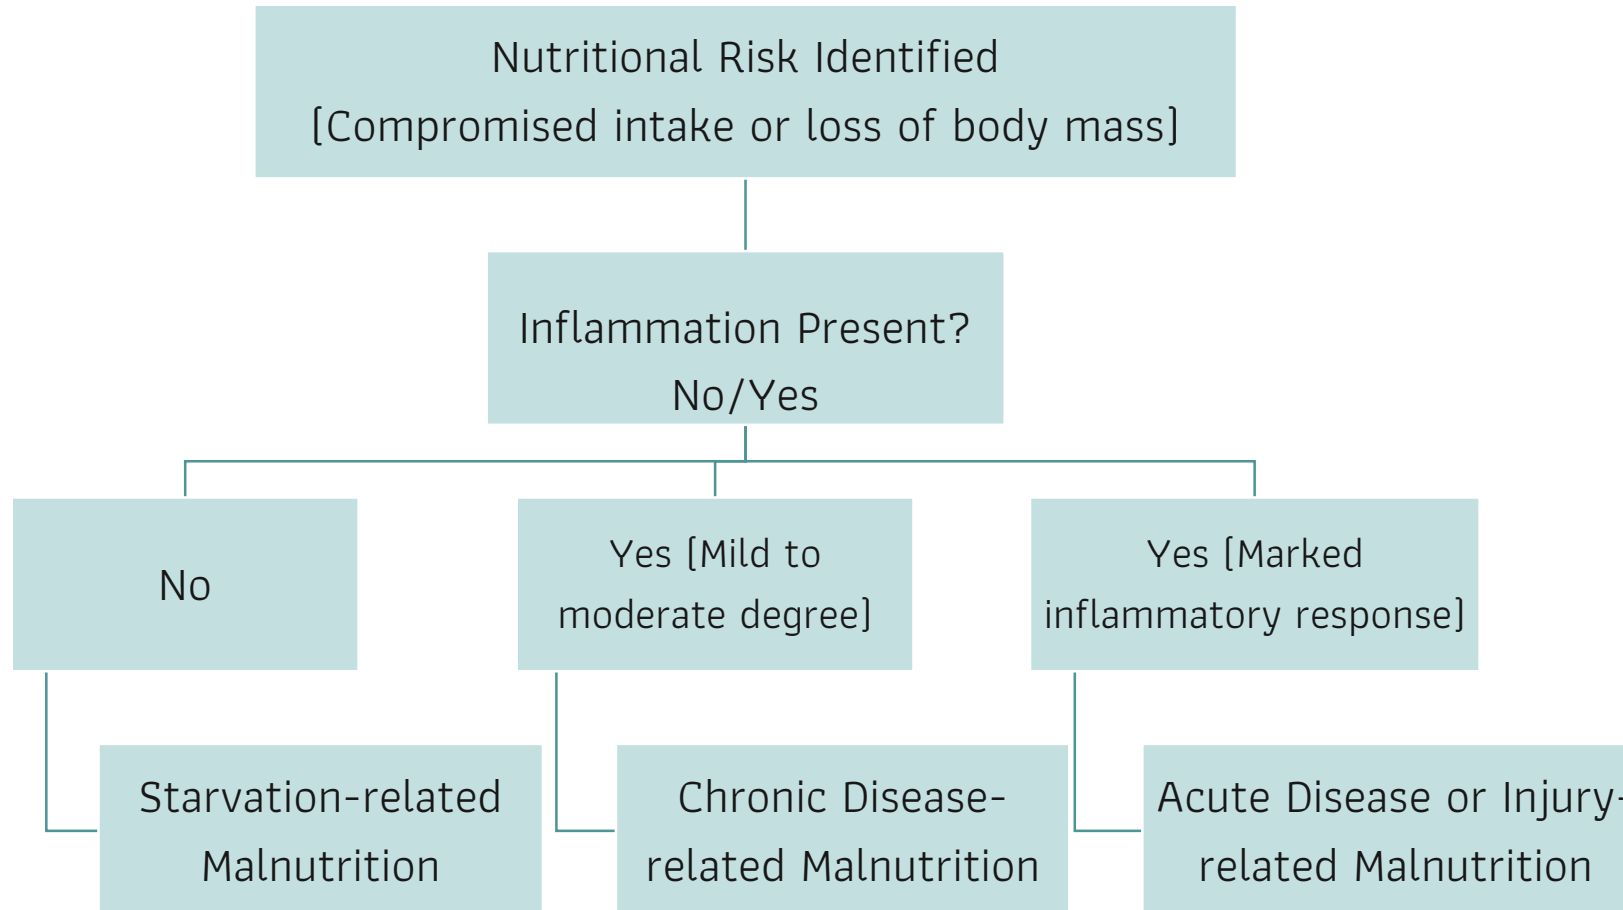 Nutritional Risk Identified
[Compromised intake or loss of body mass]
Inflammation Present?
No/Yes
No
Yes [Mild to
moderate degree]
Yes [Marked
inflammatory response]
Starvation-related
Malnutrition
Chronic Disease-
related Malnutrition
Acute Disease or Injury-
related Malnutrition